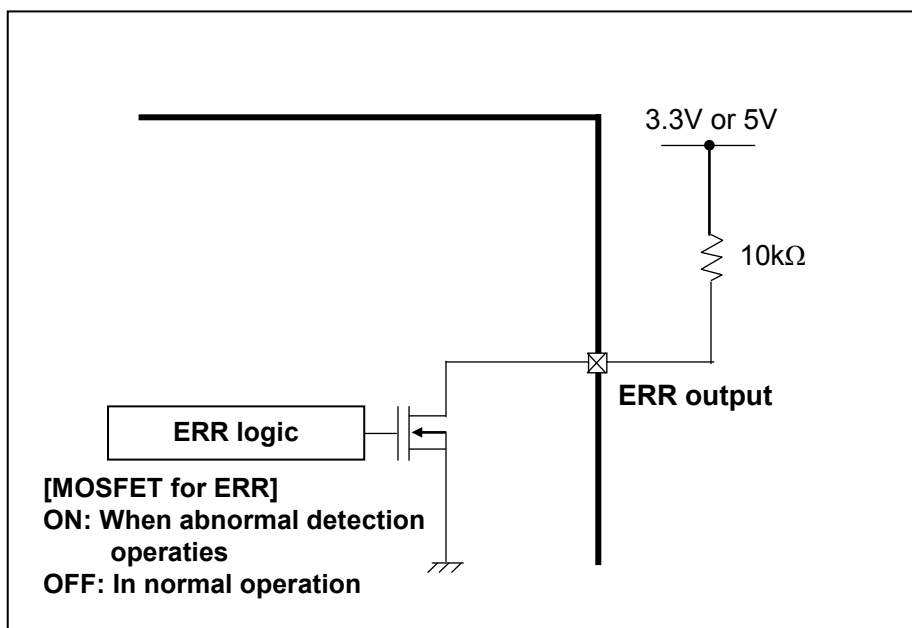 3.3V or 5V
10kΩ
ERR output
ERR logic
[MOSFET for ERR]
ON: When abnormal detection
operaties
OFF: In normal operation